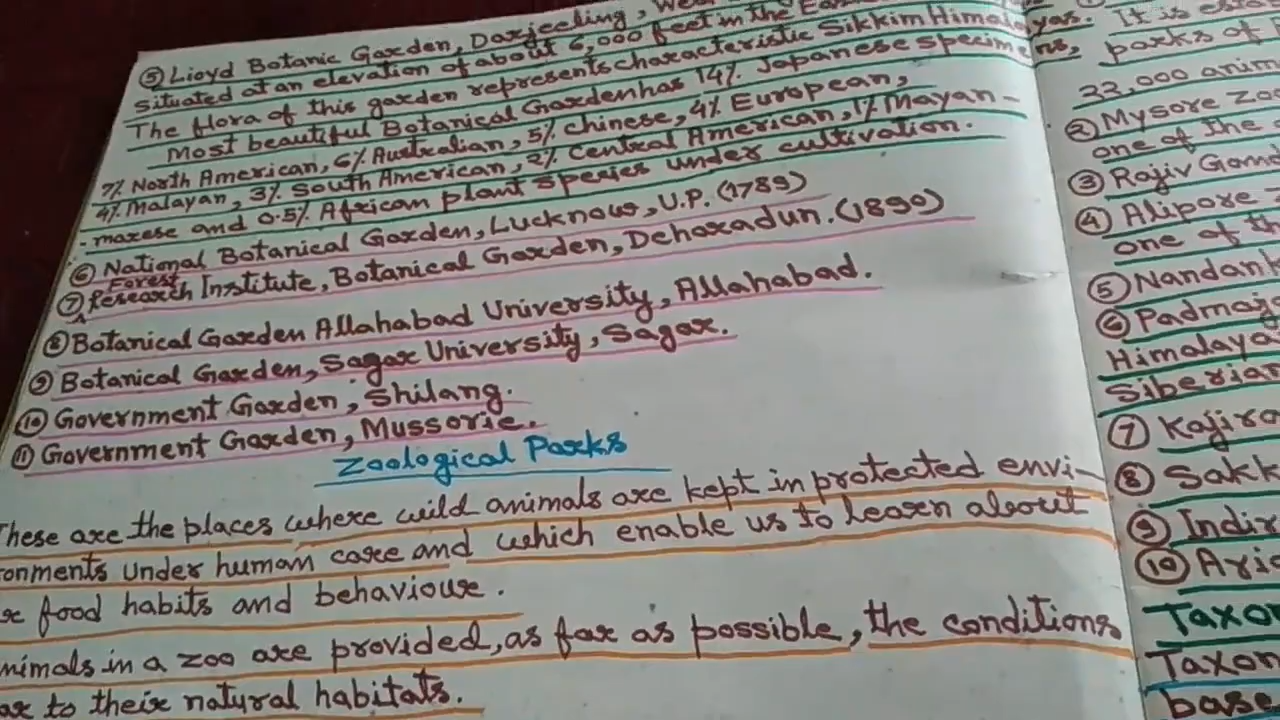 ⑤ Lioyd Botanic Garden, Darjeeling,
situated at an elevation of about 6,000 feet in the
The flora of this garden represents characteristic Sikkim Himalayas.
Most beautiful Botanical Garden has 14% Japanese specimens,
7% North American, 6% Australian, 5% Chinese, 4% European,
4% Malayan, 3% South American, 2% Central American, 1% Mayan-
marese and 0.5% African plant species under cultivation.
⑥ National Botanical Garden, Lucknow, U.P. (1789)
⑦ Forest Research Institute, Botanical Garden, Dehradun. (1890)
⑧ Botanical Garden Allahabad University, Allahabad.
⑨ Botanical Garden, Sagar University, Sagar.
⑩ Government Garden, Shilang.
⑪ Government Garden, Mussorie.
Zoological Parks
These are the places where wild animals are kept in protected envi-
onments under human care and which enable us to learn about
food habits and behaviour.
nimals in a zoo are provided, as far as possible, the conditions
ar to their natural habitats.
It is
parks of
22,000 anim
② Mysore Zoo
one of the
③ Rajiv Gand
④ Alipore -
one of th
⑤ Nandank
⑥ Padmaja
Himalaya
Siberian
⑦ Kajira
⑧ Sakk
⑨ Indir
⑩ Arig
Taxon
Taxon
base